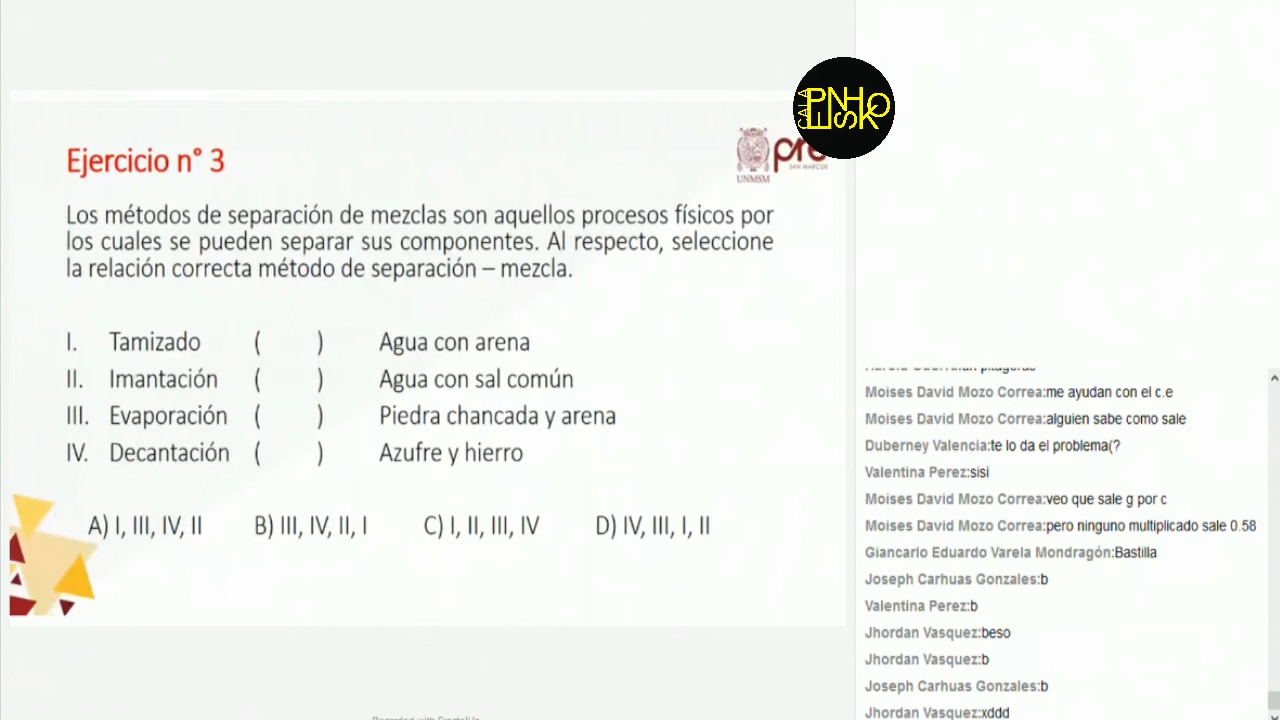 CALA
PENHOSK
Ejercicio n° 3
UNMSM
pre
SAN MARCOS
Los métodos de separación de mezclas son aquellos procesos físicos por
los cuales se pueden separar sus componentes. Al respecto, seleccione
la relación correcta método de separación – mezcla.
I. Tamizado ( ) Agua con arena
II. Imantación ( ) Agua con sal común
III. Evaporación ( ) Piedra chancada y arena
IV. Decantación ( ) Azufre y hierro
A) I, III, IV, II B) III, IV, II, I C) I, II, III, IV D) IV, III, I, II
Moises David Mozo Correa:me ayudan con el c.e
Moises David Mozo Correa:alguien sabe como sale
Duberney Valencia:te lo da el problema(?
Valentina Perez:sisi
Moises David Mozo Correa:veo que sale g por c
Moises David Mozo Correa:pero ninguno multiplicado sale 0.58
Giancarlo Eduardo Varela Mondragón:Bastilla
Joseph Carhuas Gonzales:b
Valentina Perez:b
Jhordan Vasquez:beso
Jhordan Vasquez:b
Joseph Carhuas Gonzales:b
Jhordan Vasquez:xddd